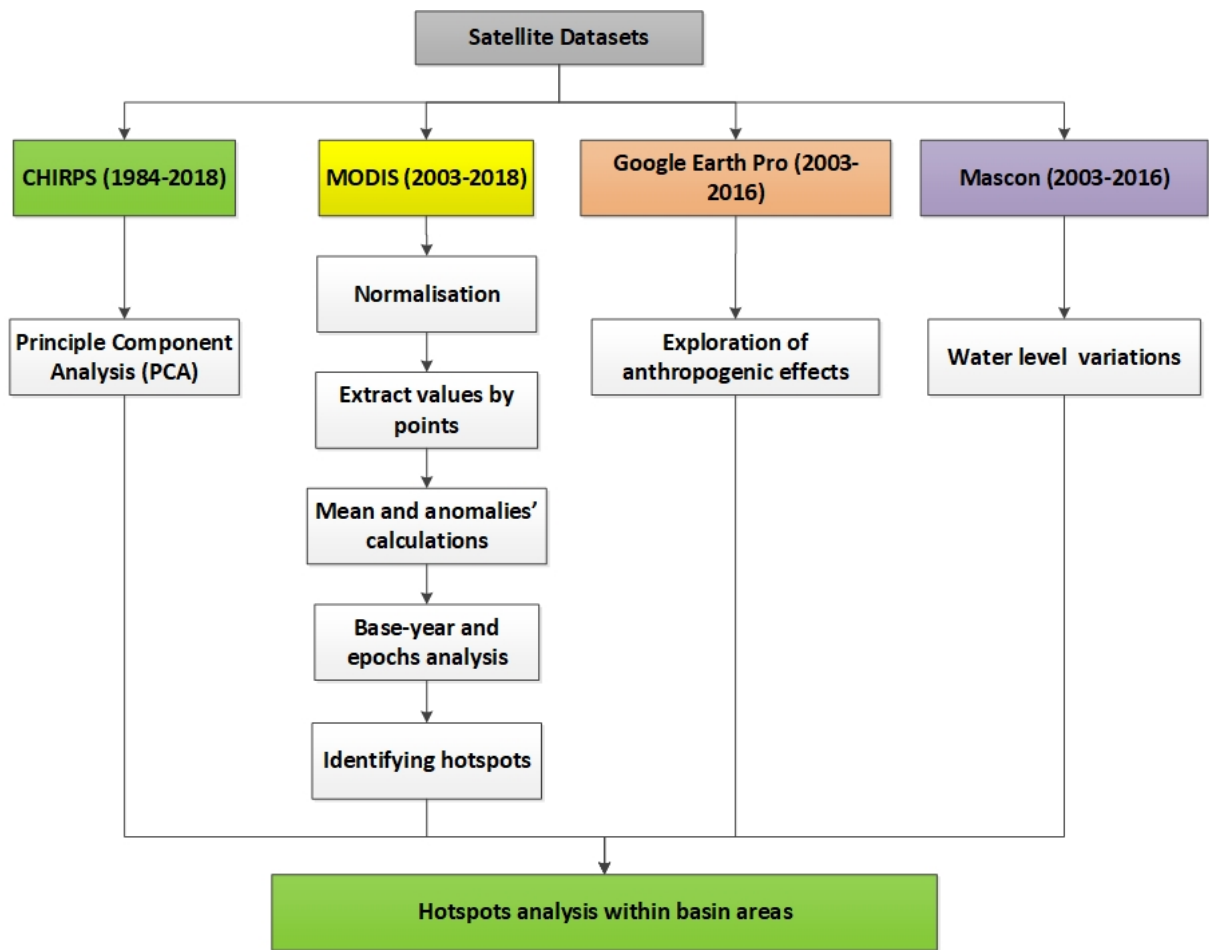 Satellite Datasets
CHIRPS (1984-2018)
MODIS (2003-2018)
Google Earth Pro (2003-
2016)
Mascon (2003-2016)
Normalisation
Principle Component
Analysis (PCA)
Exploration of
anthropogenic effects
Water level variations
Extract values by
points
Mean and anomalies’
calculations
Base-year and
epochs analysis
Identifying hotspots
Hotspots analysis within basin areas